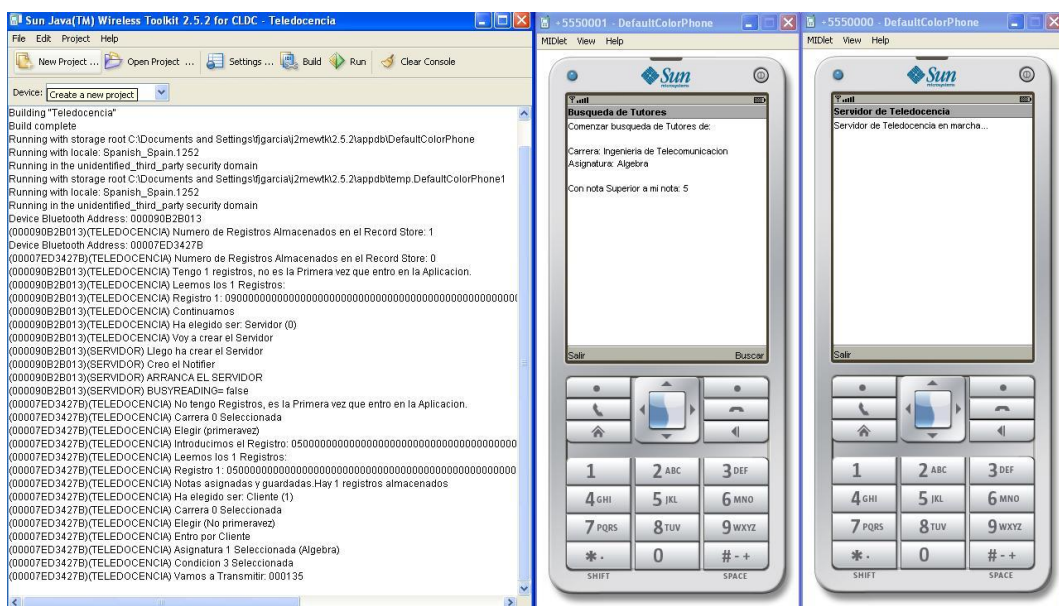 Sun Java(TM) Wireless Toolkit 2.5.2 for CLDC - Teledocencia
File Edit Project Help
New Project ... Open Project ... Settings ... Build Run Clear Console
Device: Create a new project
Building "Teledocencia"
Build complete
Running with storage root C:\Documents and Settings\fjgarcia\j2mewtk\2.5.2\appdb\DefaultColorPhone
Running with locale: Spanish_Spain.1252
Running in the unidentified_third_party security domain
Running with storage root C:\Documents and Settings\fjgarcia\j2mewtk\2.5.2\appdb\temp.DefaultColorPhone1
Running with locale: Spanish_Spain.1252
Running in the unidentified_third_party security domain
Device Bluetooth Address: 000090B2B013
(000090B2B013)(TELEDOCENCIA) Numero de Registros Almacenados en el Record Store: 1
Device Bluetooth Address: 00007ED3427B
(00007ED3427B)(TELEDOCENCIA) Numero de Registros Almacenados en el Record Store: 0
(000090B2B013)(TELEDOCENCIA) Tengo 1 registros, no es la Primera vez que entro en la Aplicacion.
(000090B2B013)(TELEDOCENCIA) Leemos los 1 Registros:
(000090B2B013)(TELEDOCENCIA) Registro 1:
(000090B2B013)(TELEDOCENCIA) Continuamos
(000090B2B013)(TELEDOCENCIA) Ha elegido ser: Servidor (0)
(000090B2B013)(TELEDOCENCIA) Voy a crear el Servidor
(000090B2B013)(SERVIDOR) Llego ha crear el Servidor
(000090B2B013)(SERVIDOR) Creo el Notifier
(000090B2B013)(SERVIDOR) ARRANCA EL SERVIDOR
(000090B2B013)(SERVIDOR) BUSYREADING= false
(00007ED3427B)(TELEDOCENCIA) No tengo Registros, es la Primera vez que entro en la Aplicacion.
(00007ED3427B)(TELEDOCENCIA) Carrera 0 Seleccionada
(00007ED3427B)(TELEDOCENCIA) Elegir (primeravez)
(00007ED3427B)(TELEDOCENCIA) Introducimos el Registro:
(00007ED3427B)(TELEDOCENCIA) Leemos los 1 Registros:
(00007ED3427B)(TELEDOCENCIA) Registro 1:
(00007ED3427B)(TELEDOCENCIA) Notas asignadas y guardadas.Hay 1 registros almacenados
(00007ED3427B)(TELEDOCENCIA) Ha elegido ser: Cliente (1)
(00007ED3427B)(TELEDOCENCIA) Carrera 0 Seleccionada
(00007ED3427B)(TELEDOCENCIA) Elegir (No primeravez)
(00007ED3427B)(TELEDOCENCIA) Entro por Cliente
(00007ED3427B)(TELEDOCENCIA) Asignatura 1 Seleccionada (Algebra)
(00007ED3427B)(TELEDOCENCIA) Condicion 3 Seleccionada
(00007ED3427B)(TELEDOCENCIA) Vamos a Transmitir: 000135
+5550001 - DefaultColorPhone
MIDlet View Help
Sun
microsystems
Busqueda de Tutores
Comenzar busqueda de Tutores de:
Carrera: Ingenieria de Telecomunicacion
Asignatura: Algebra
Con nota Superior a mi nota: 5
Salir Buscar
1 2 ABC 3 DEF
4 GHI 5 JKL 6 MNO
7 PQRS 8 TUV 9 WXYZ
* . 0 # - +
SHIFT SPACE
+5550000 - DefaultColorPhone
MIDlet View Help
Sun
microsystems
Servidor de Teledocencia
Servidor de Teledocencia en marcha...
Salir
1 2 ABC 3 DEF
4 GHI 5 JKL 6 MNO
7 PQRS 8 TUV 9 WXYZ
* . 0 # - +
SHIFT SPACE